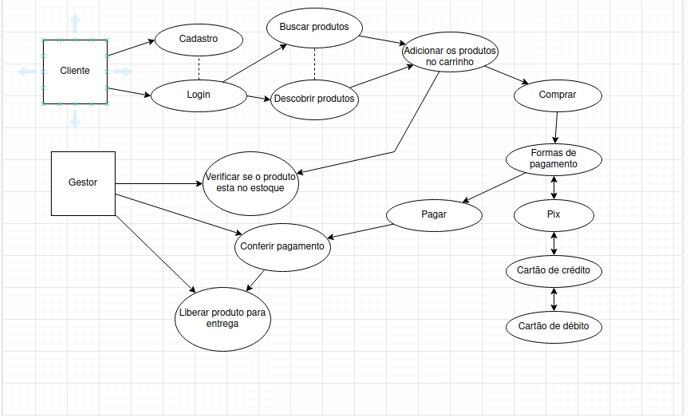 Cliente
Cadastro
Login
Buscar produtos
Descobrir produtos
Adicionar os produtos
no carrinho
Comprar
Formas de
pagamento
Pix
Cartão de crédito
Cartão de débito
Pagar
Gestor
Verificar se o produto
esta no estoque
Conferir pagamento
Liberar produto para
entrega